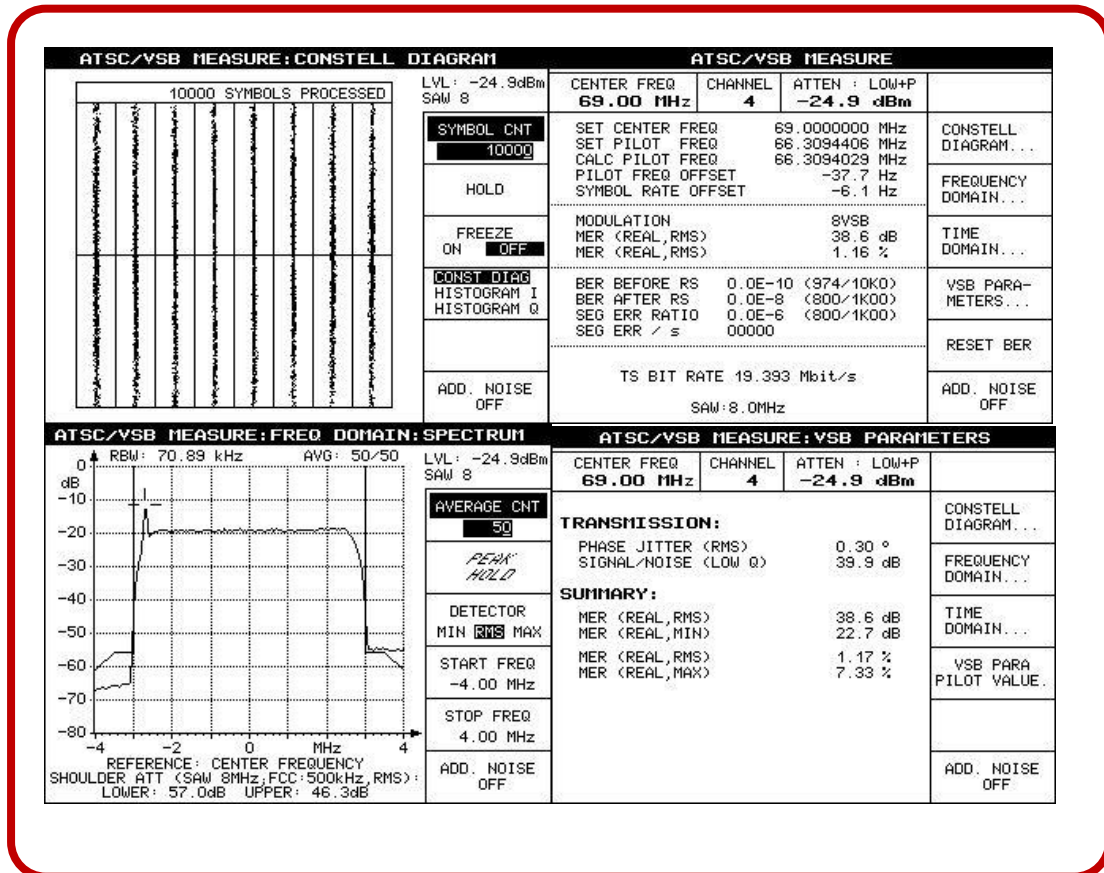 ATSC/VSB MEASURE:CONSTELL DIAGRAM
10000 SYMBOLS PROCESSED
LVL: -24.9dBm
SAW 8
SYMBOL CNT
10000
HOLD
FREEZE
ON OFF
CONST DIAG
HISTOGRAM I
HISTOGRAM Q
ADD. NOISE
OFF
ATSC/VSB MEASURE
CENTER FREQ
69.00 MHz
CHANNEL
4
ATTEN : LOW+P
-24.9 dBm
SET CENTER FREQ 69.0000000 MHz
SET PILOT FREQ 66.3094406 MHz
CALC PILOT FREQ 66.3094029 MHz
PILOT FREQ OFFSET -37.7 Hz
SYMBOL RATE OFFSET -6.1 Hz
MODULATION 8VSB
MER (REAL,RMS) 38.6 dB
MER (REAL,RMS) 1.16 %
BER BEFORE RS 0.0E-10 (974/10K0)
BER AFTER RS 0.0E-8 (800/1K00)
SEG ERR RATIO 0.0E-6 (800/1K00)
SEG ERR / s 00000
TS BIT RATE 19.393 Mbit/s
SAW:8.0MHz
CONSTELL
DIAGRAM...
FREQUENCY
DOMAIN...
TIME
DOMAIN...
VSB PARA-
METERS...
RESET BER
ADD. NOISE
OFF
ATSC/VSB MEASURE:FREQ DOMAIN:SPECTRUM
RBW: 70.89 kHz AVG: 50/50
0
dB
-10
-20
-30
-40
-50
-60
-70
-80
-4 -2 0 MHz 4
REFERENCE: CENTER FREQUENCY
SHOULDER ATT (SAW 8MHz;FCC:500kHz,RMS):
LOWER: 57.0dB UPPER: 46.3dB
LVL: -24.9dBm
SAW 8
AVERAGE CNT
50
PEAK
HOLD
DETECTOR
MIN RMS MAX
START FREQ
-4.00 MHz
STOP FREQ
4.00 MHz
ADD. NOISE
OFF
ATSC/VSB MEASURE:VSB PARAMETERS
CENTER FREQ
69.00 MHz
CHANNEL
4
ATTEN : LOW+P
-24.9 dBm
TRANSMISSION:
PHASE JITTER (RMS) 0.30 °
SIGNAL/NOISE (LOW Q) 39.9 dB
SUMMARY:
MER (REAL,RMS) 38.6 dB
MER (REAL,MIN) 22.7 dB
MER (REAL,RMS) 1.17 %
MER (REAL,MAX) 7.33 %
CONSTELL
DIAGRAM...
FREQUENCY
DOMAIN...
TIME
DOMAIN...
VSB PARA
PILOT VALUE.
ADD. NOISE
OFF